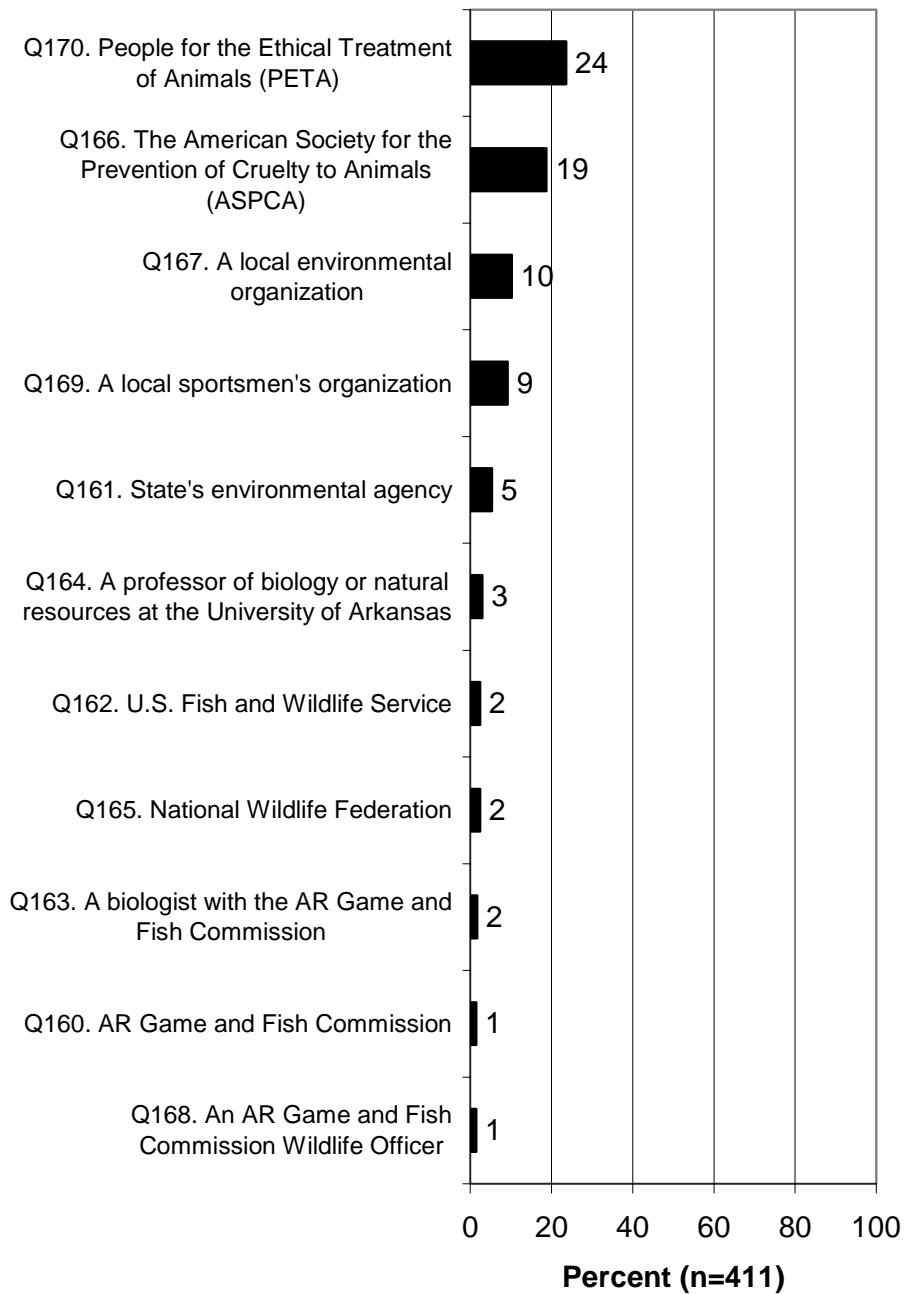 Q170. People for the Ethical Treatment
of Animals (PETA)
24
Q166. The American Society for the
Prevention of Cruelty to Animals
(ASPCA)
19
Q167. A local environmental
organization
10
Q169. A local sportsmen's organization
9
Q161. State's environmental agency
5
Q164. A professor of biology or natural
resources at the University of Arkansas
3
Q162. U.S. Fish and Wildlife Service
2
Q165. National Wildlife Federation
2
Q163. A biologist with the AR Game and
Fish Commission
2
Q160. AR Game and Fish Commission
1
Q168. An AR Game and Fish
Commission Wildlife Officer
1
0 20 40 60 80 100
Percent (n=411)